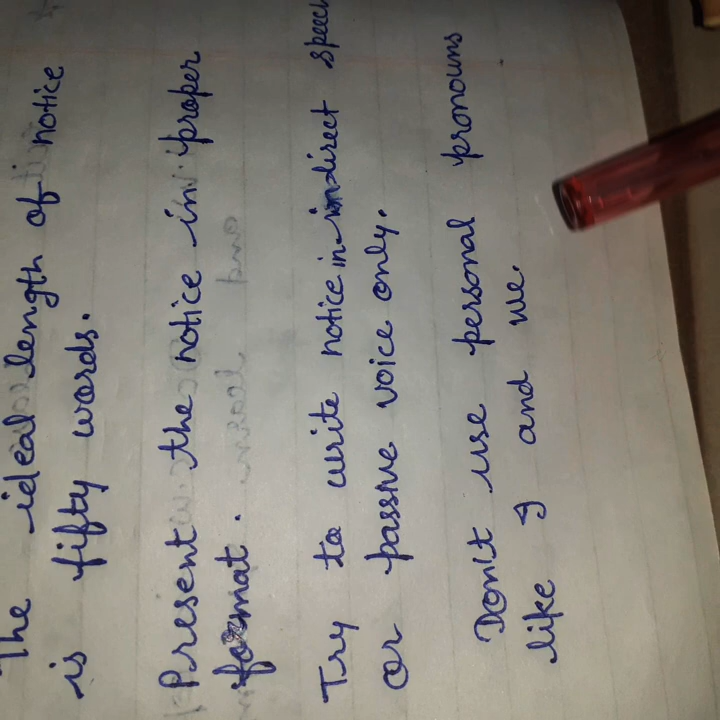 The ideal length of notice
is fifty words.
Present the notice in proper
format.
Try to write notice in indirect speech
or passive voice only.
Don't use personal pronouns
like I and we.